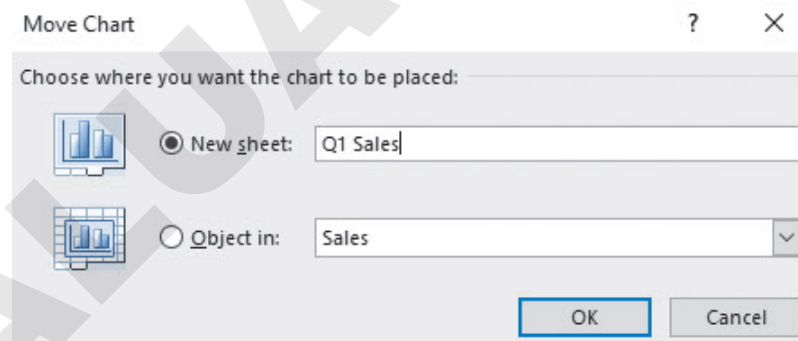 Move Chart ? ×
Choose where you want the chart to be placed:
New sheet: Q1 Sales
Object in: Sales
OK Cancel